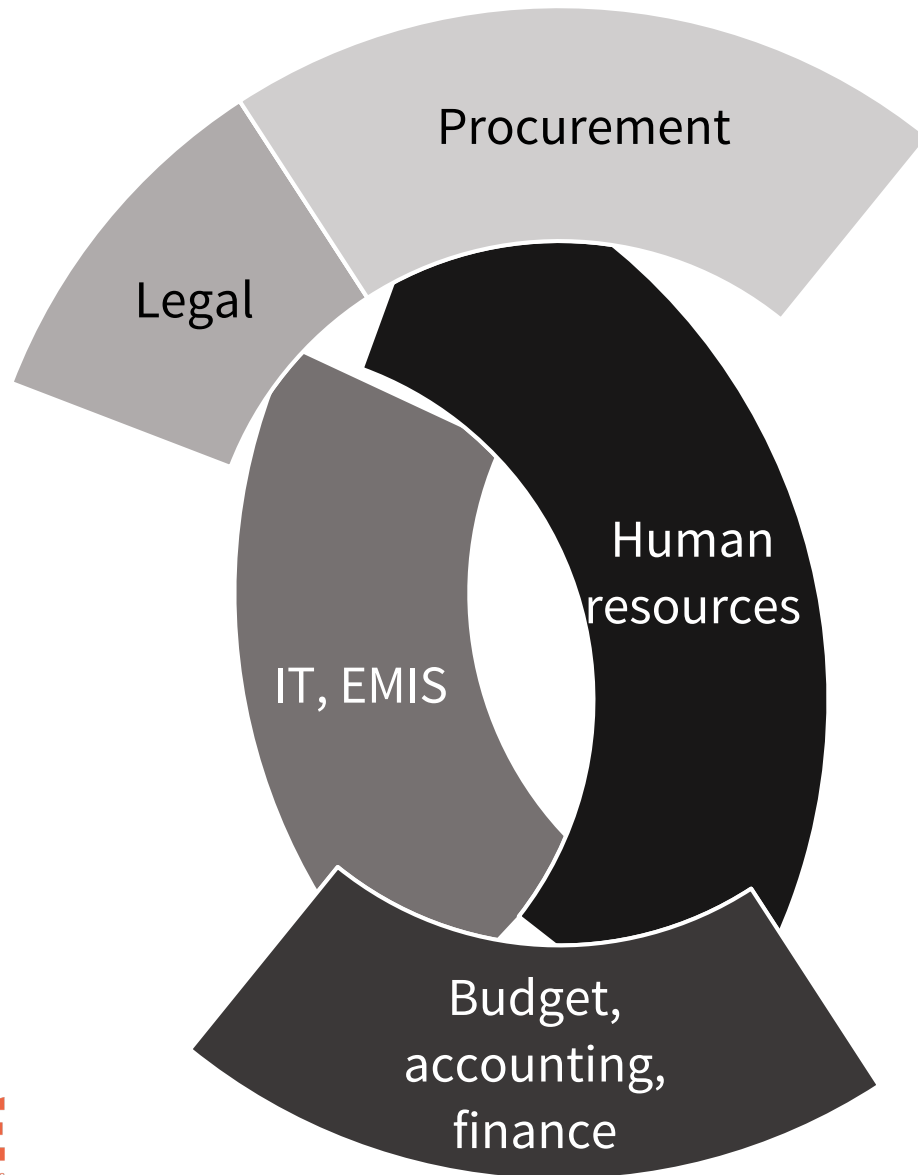 Procurement
Legal
Human
resources
IT, EMIS
Budget,
accounting,
finance